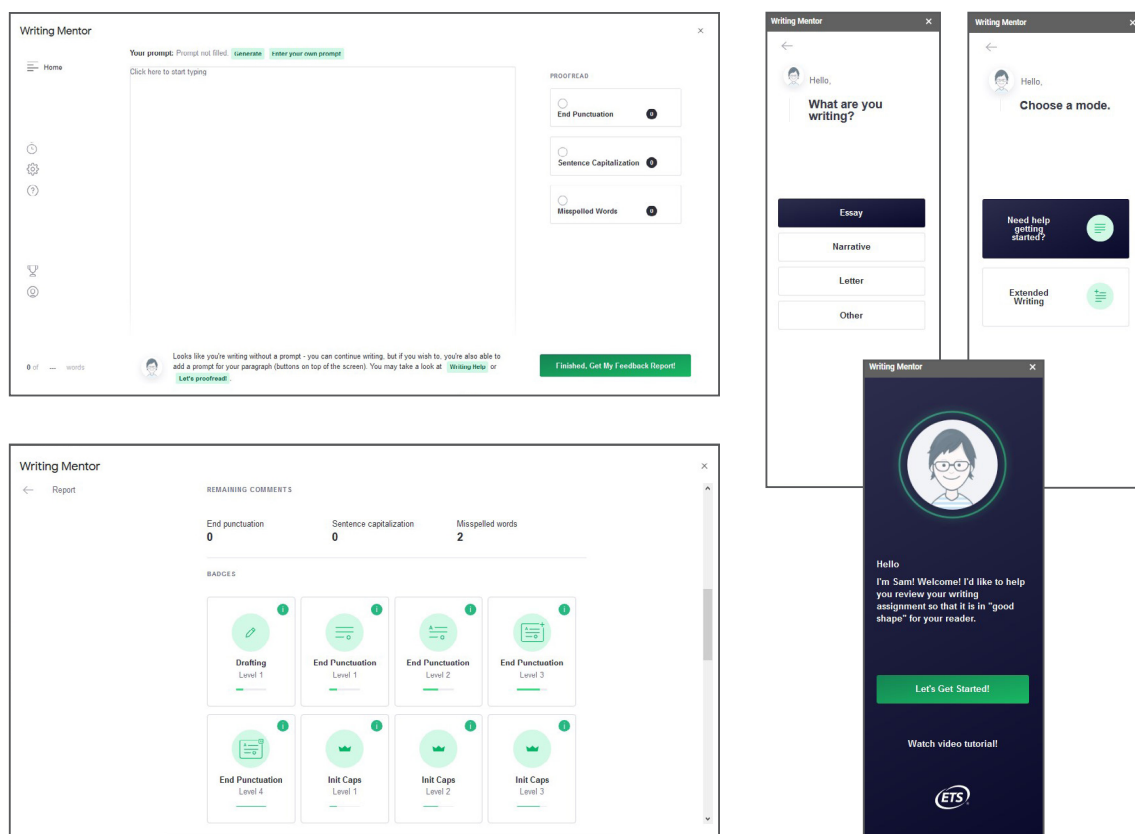 Writing Mentor
×
Your prompt: Prompt not filled. Generate Enter your own prompt
Home
Click here to start typing
PROOFREAD
End Punctuation 0
Sentence Capitalization 0
Misspelled Words 0
0 of --- words
Looks like you're writing without a prompt - you can continue writing, but if you wish to, you're also able to
add a prompt for your paragraph (buttons on top of the screen). You may take a look at Writing Help or
Let's proofread! .
Finished, Get My Feedback Report!
Writing Mentor
×
← Report
REMAINING COMMENTS
End punctuation Sentence capitalization Misspelled words
0 0 2
BADGES
Drafting End Punctuation End Punctuation End Punctuation
Level 1 Level 1 Level 2 Level 3
End Punctuation Init Caps Init Caps Init Caps
Level 4 Level 1 Level 2 Level 3
Writing Mentor ×
←
Hello,
What are you
writing?
Essay
Narrative
Letter
Other
Writing Mentor ×
←
Hello,
Choose a mode.
Need help
getting
started?
Extended
Writing
Writing Mentor ×
Hello
I'm Sam! Welcome! I'd like to help
you review your writing
assignment so that it is in "good
shape" for your reader.
Let's Get Started!
Watch video tutorial!
ETS